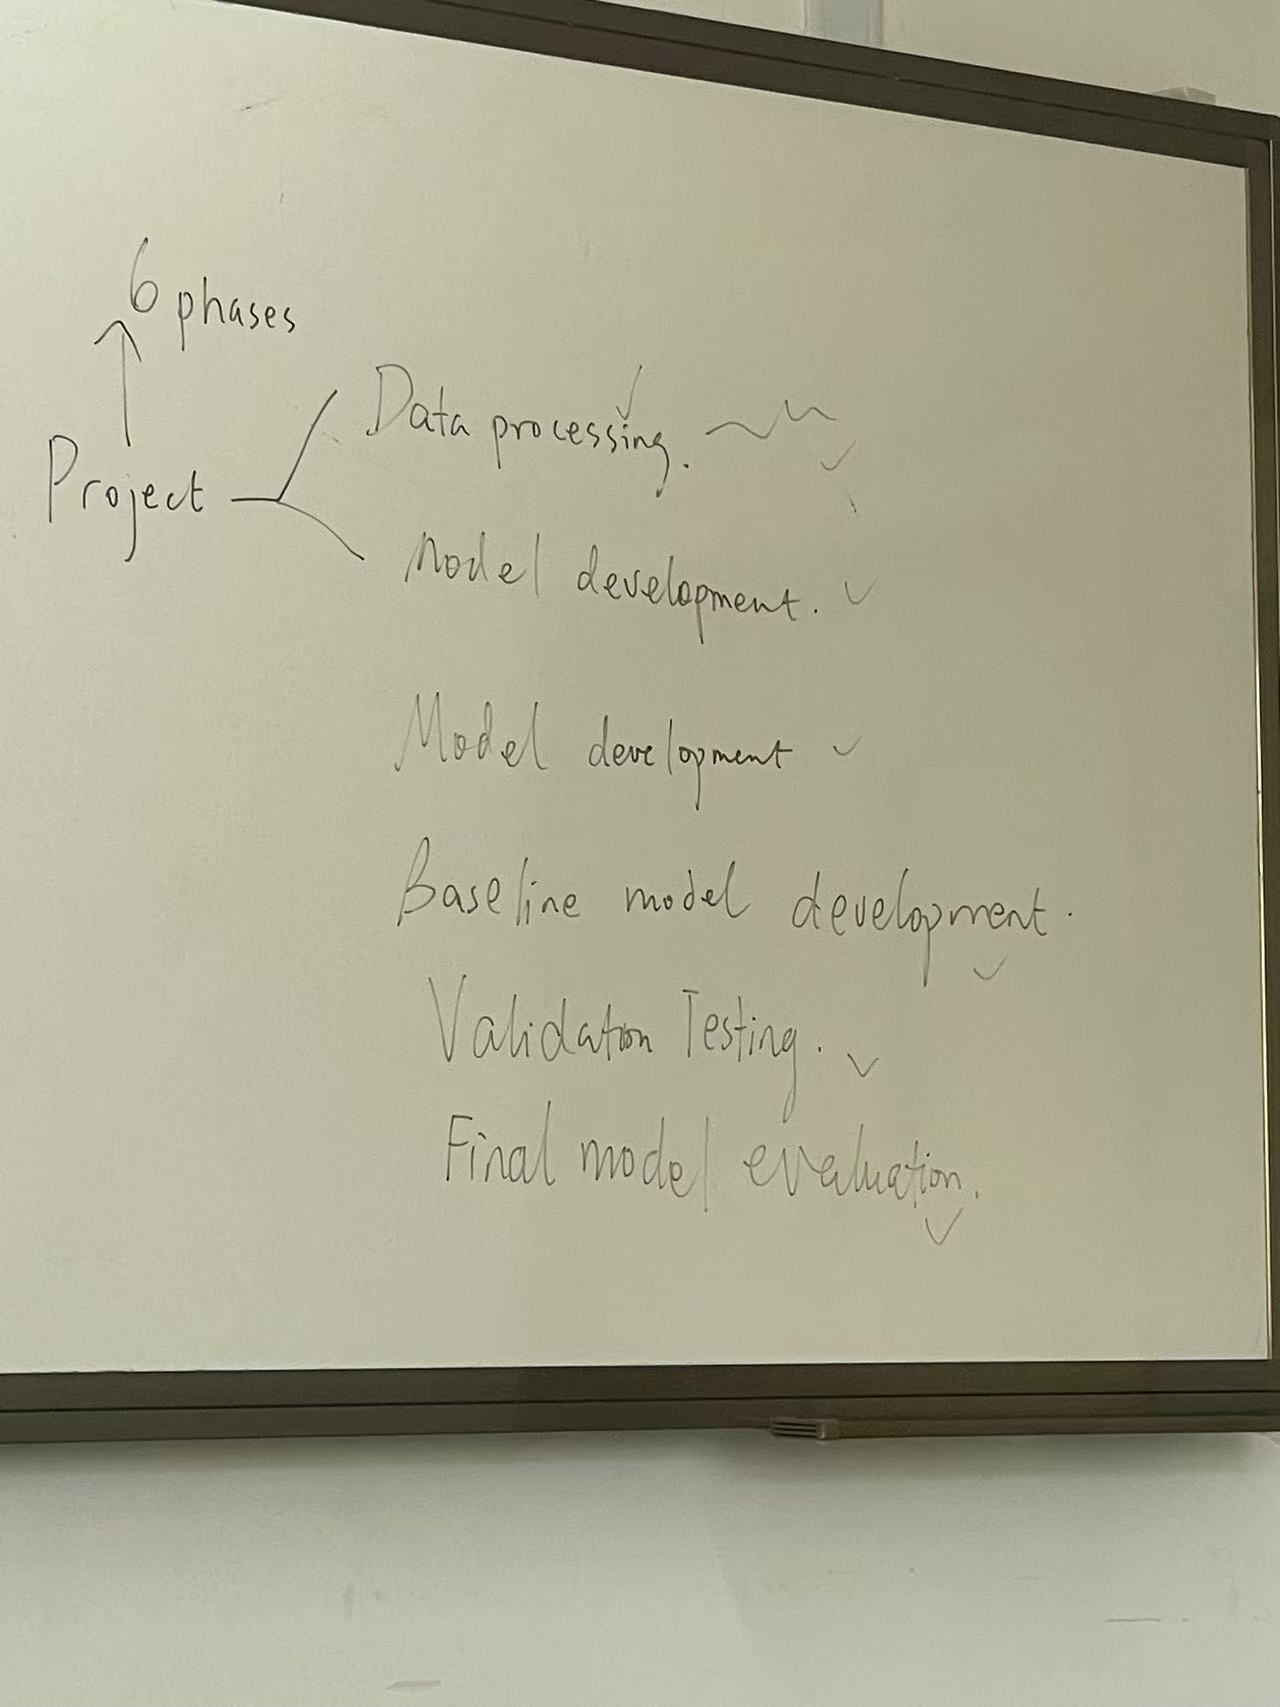 6 phases
Project
Data processing.
Model development.
Model development
Baseline model development.
Validation Testing.
Final model evaluation.